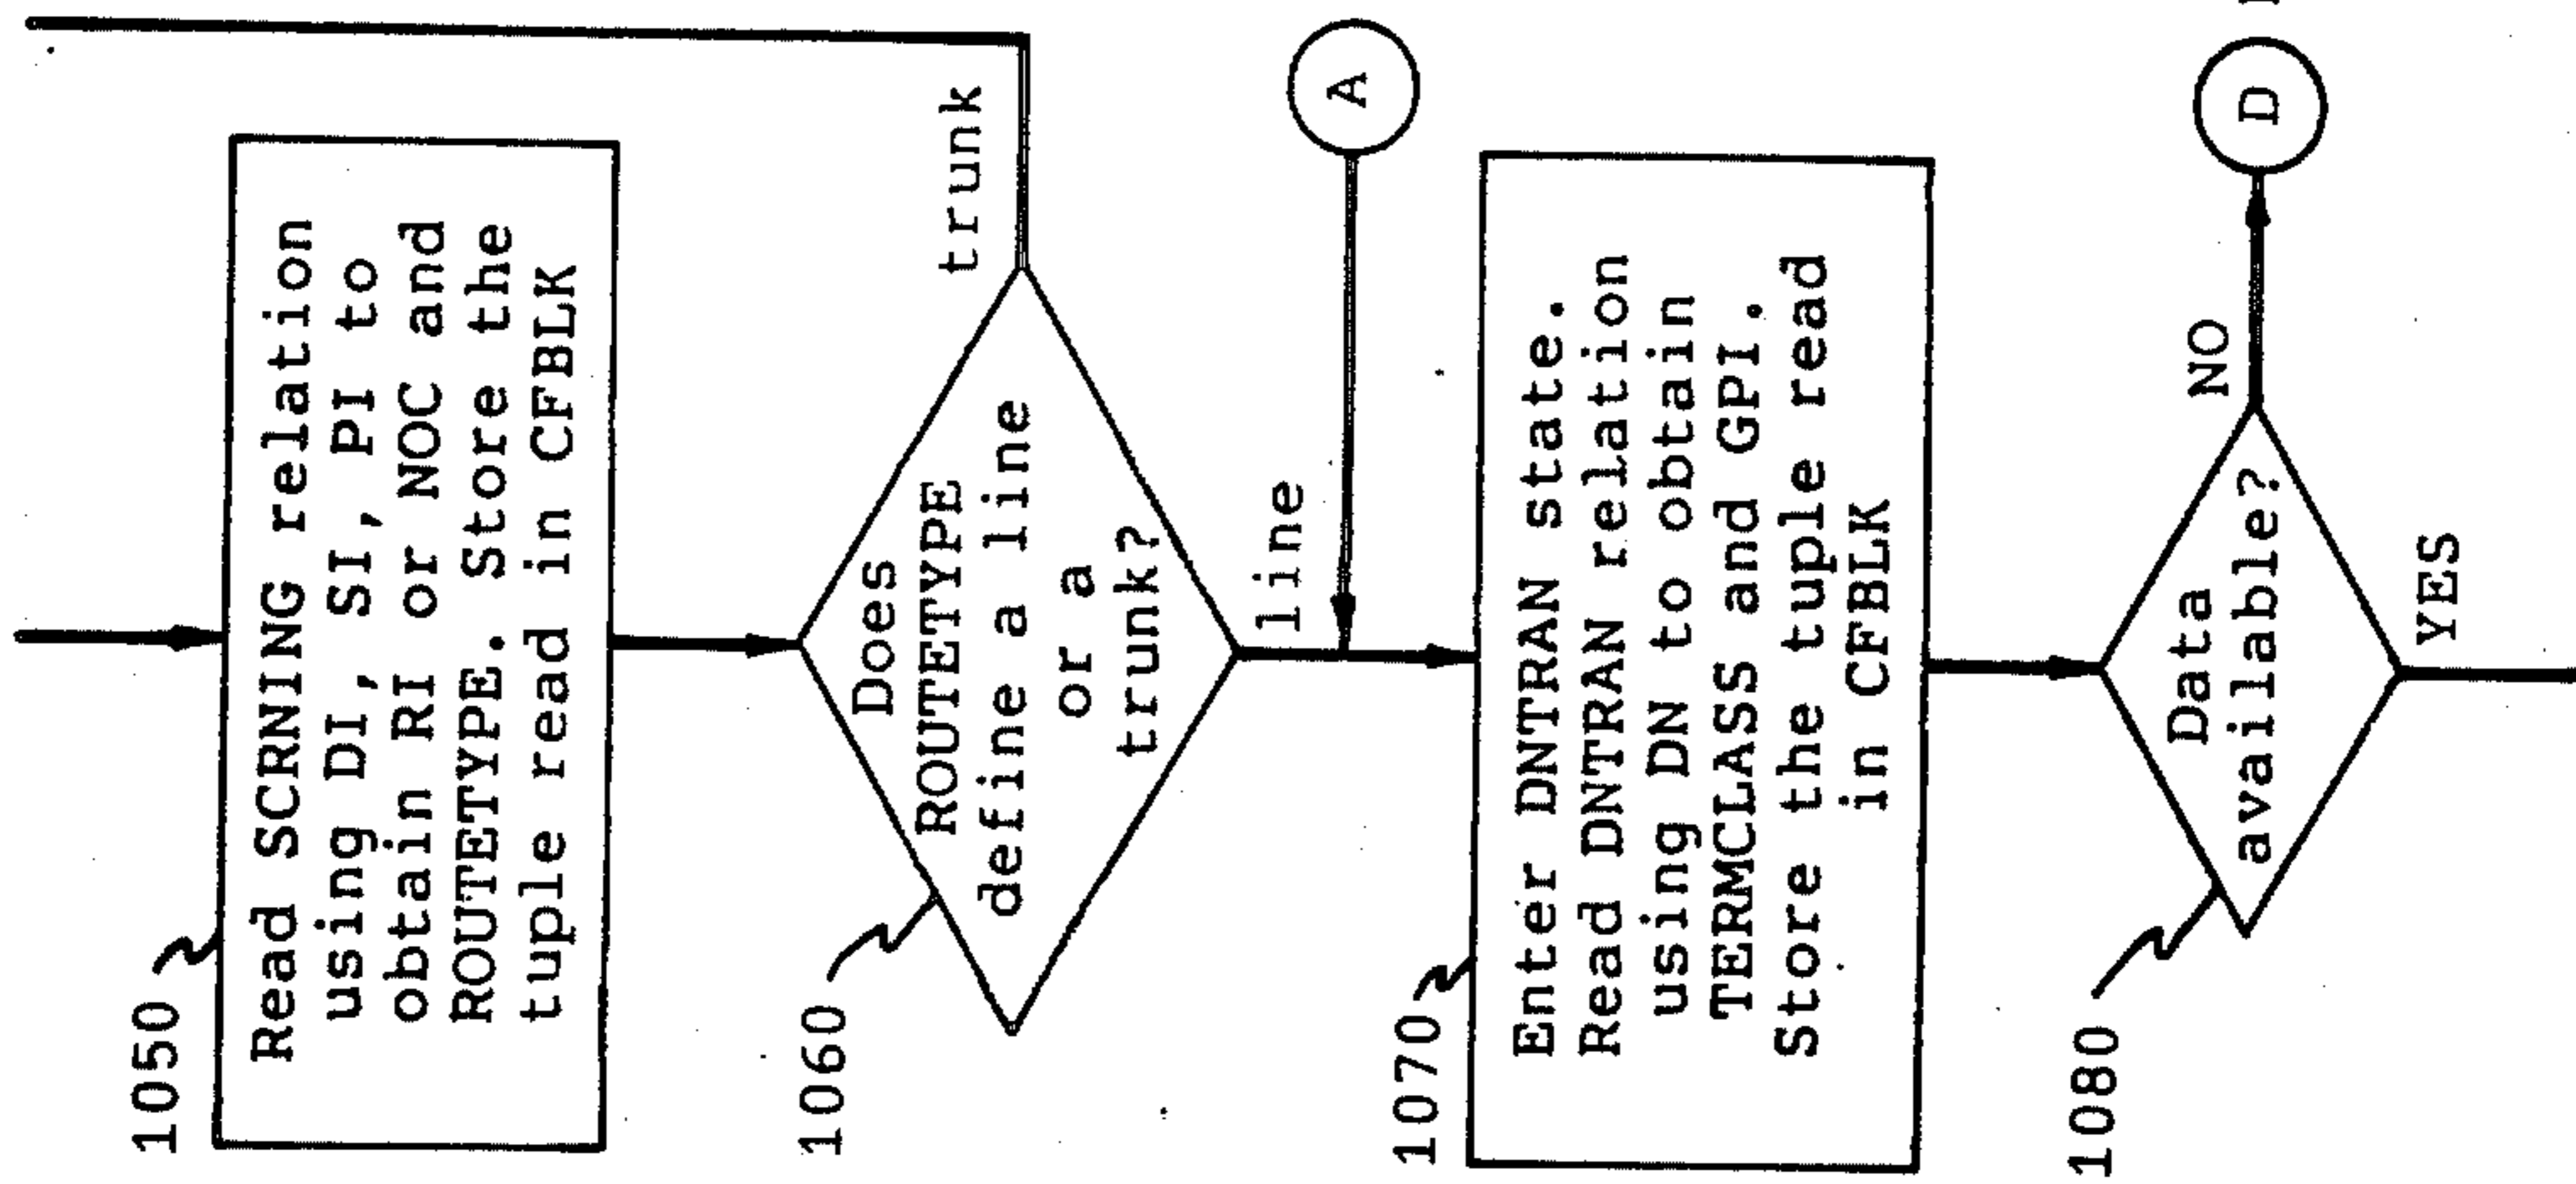 1050
Read SCRNING relation
using DI, SI, PI to
obtain RI or NOC and
ROUTETYPE. Store the
tuple read in CFBLK
1060
Does
ROUTETYPE
define a line
or a
trunk?
trunk
line
A
1070
Enter DNTRAN state.
Read DNTRAN relation
using DN to obtain
TERMCLASS and GPI.
Store the tuple read
in CFBLK
1080
Data
available?
NO
D
YES